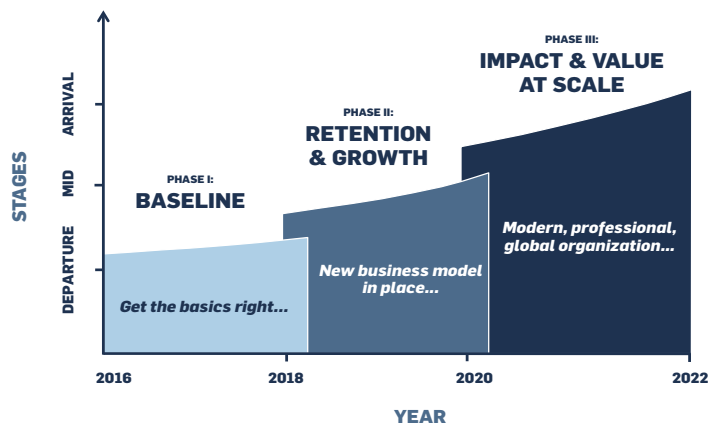 PHASE III:
IMPACT & VALUE
AT SCALE
PHASE II:
RETENTION
& GROWTH
PHASE I:
BASELINE
STAGES
ARRIVAL
MID
DEPARTURE
Modern, professional,
global organization...
New business model
in place...
Get the basics right...
2016
2018
2020
2022
YEAR